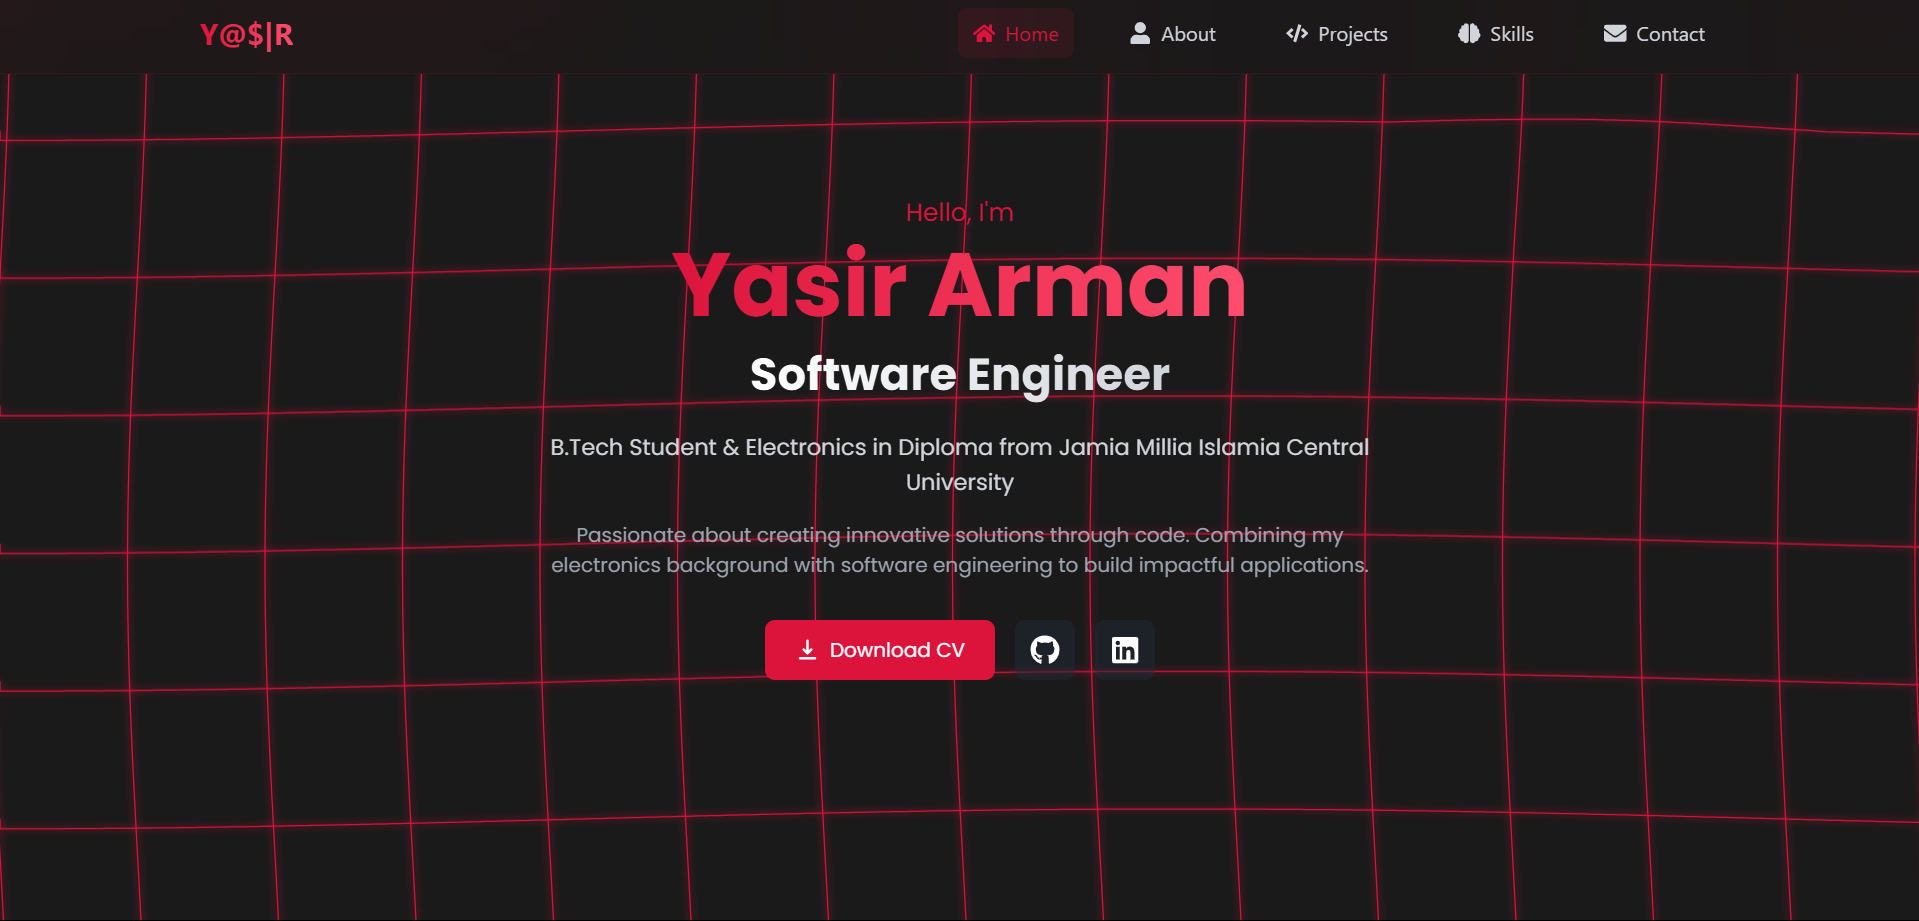 Y@$|R
Home
About
Projects
Skills
Contact
Hello, I'm
Yasir Arman
Software Engineer
B.Tech Student & Electronics in Diploma from Jamia Millia Islamia Central
University
Passionate about creating innovative solutions through code. Combining my
electronics background with software engineering to build impactful applications.
Download CV
in